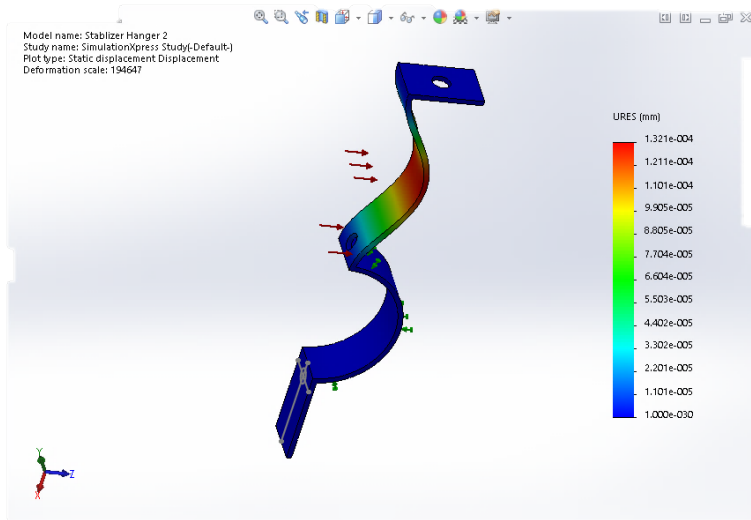 Model name: Stablizer Hanger 2
Study name: SimulationXpress Study(-Default-)
Plot type: Static displacement Displacement
Deformation scale: 194647
URES (mm)
1.321e-004
1.211e-004
1.101e-004
9.905e-005
8.805e-005
7.704e-005
6.604e-005
5.503e-005
4.402e-005
3.302e-005
2.201e-005
1.101e-005
1.000e-030
Y
Z
X